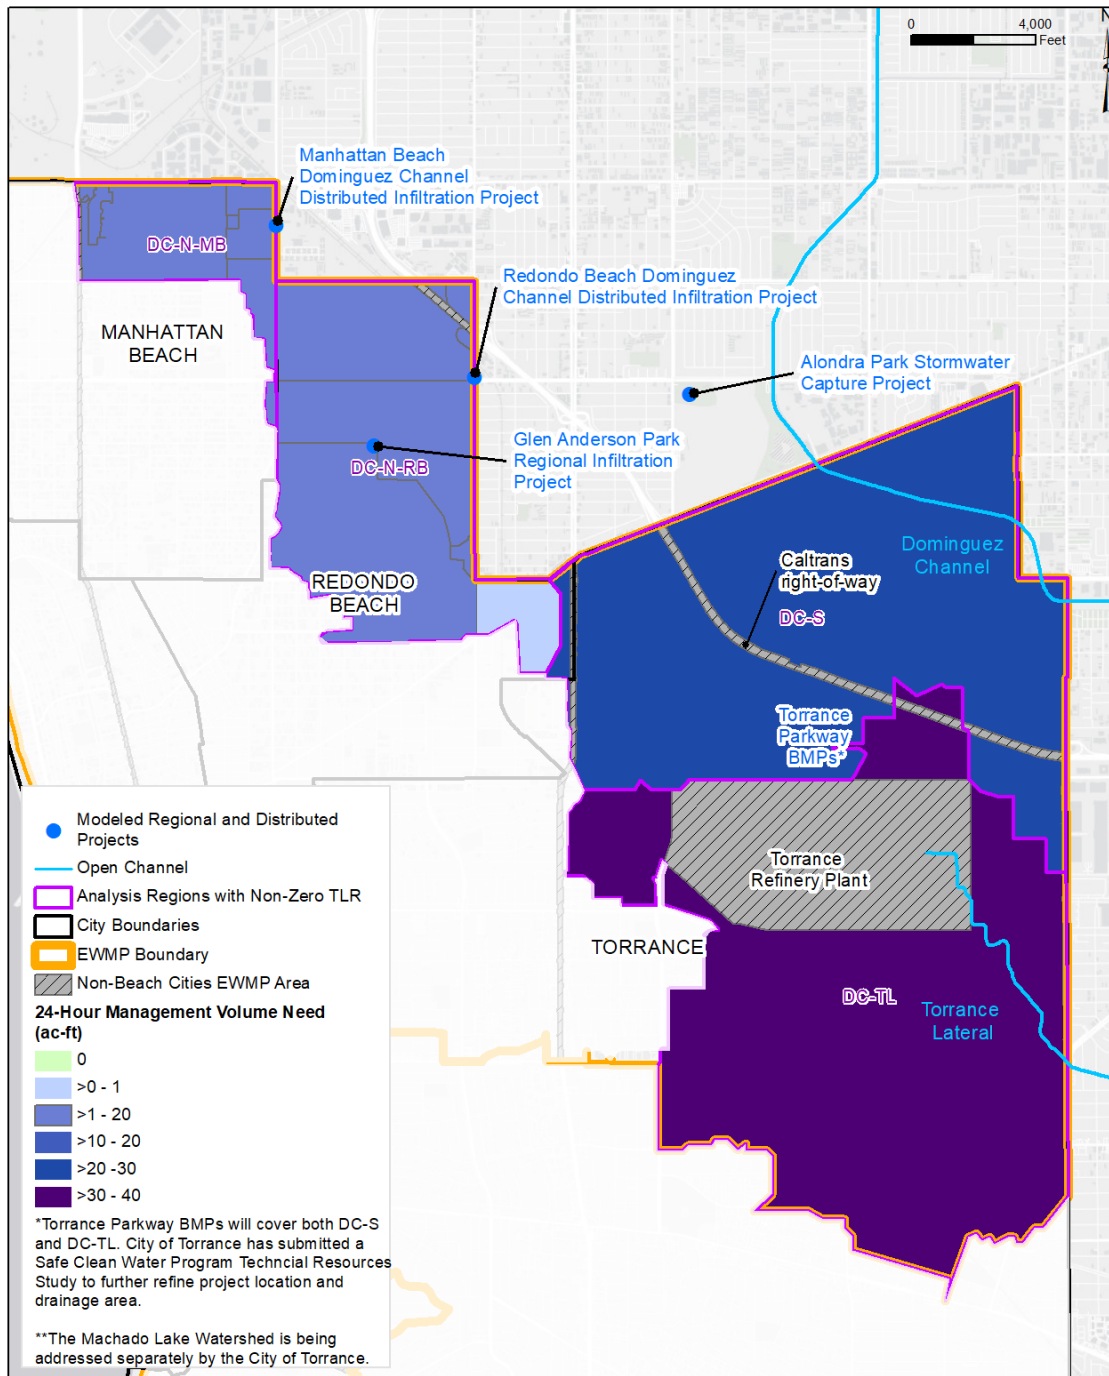 N
0
4,000
Feet
Manhattan Beach
Dominguez Channel
Distributed Infiltration Project
DC-N-MB
Redondo Beach Dominguez
Channel Distributed Infiltration Project
MANHATTAN
BEACH
Alondra Park Stormwater
Capture Project
Glen Anderson Park
Regional Infiltration
Project
DC-N-RB
Dominguez
Channel
Caltrans
right-of-way
REDONDO
BEACH
DC-S
Torrance
Parkway
BMPs*
Torrance
Refinery Plant
TORRANCE
DC-TL
Torrance
Lateral
Modeled Regional and Distributed
Projects
Open Channel
Analysis Regions with Non-Zero TLR
City Boundaries
EWMP Boundary
Non-Beach Cities EWMP Area
24-Hour Management Volume Need
(ac-ft)
0
>0 - 1
>1 - 20
>10 - 20
>20 -30
>30 - 40
*Torrance Parkway BMPs will cover both DC-S
and DC-TL. City of Torrance has submitted a
Safe Clean Water Program Techncial Resources
Study to further refine project location and
drainage area.
**The Machado Lake Watershed is being
addressed separately by the City of Torrance.